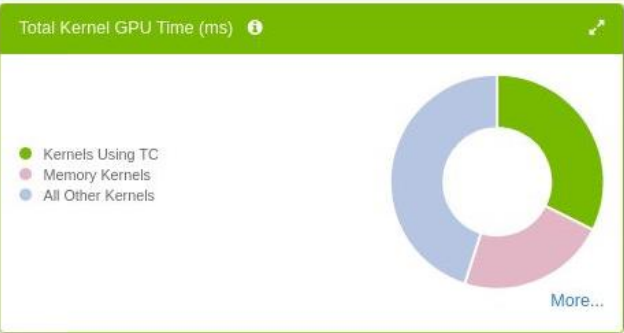 Total Kernel GPU Time (ms)
Kernels Using TC
Memory Kernels
All Other Kernels
More...